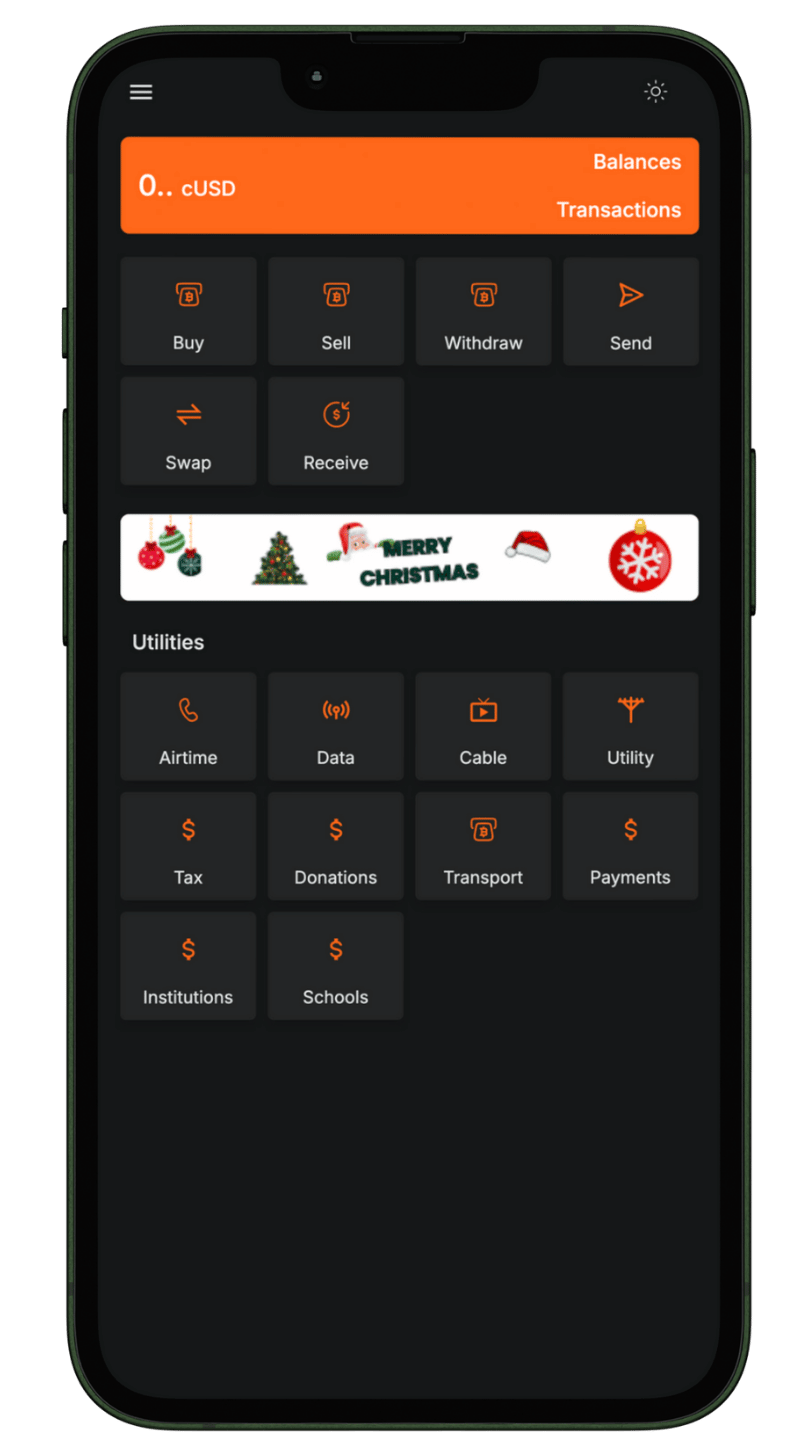 0.. cUSD
Balances
Transactions
Buy
Sell
Withdraw
Send
Swap
Receive
MERRY
CHRISTMAS
Utilities
Airtime
Data
Cable
Utility
Tax
Donations
Transport
Payments
Institutions
Schools